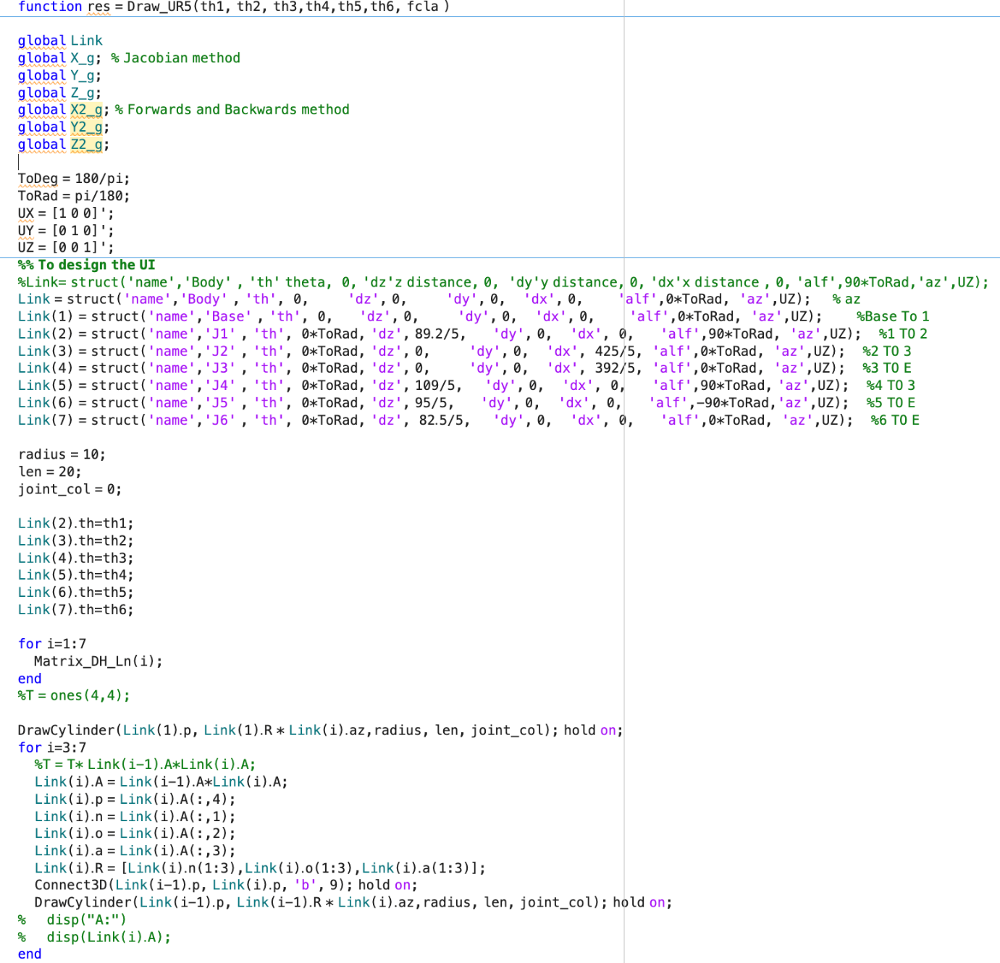 function res = Draw_UR5(th1, th2, th3,th4,th5,th6, fcla )
global Link
global X_g; % Jacobian method
global Y_g;
global Z_g;
global X2_g; % Forwards and Backwards method
global Y2_g;
global Z2_g;
ToDeg = 180/pi;
ToRad = pi/180;
UX = [1 0 0]';
UY = [0 1 0]';
UZ = [0 0 1]';
%% To design the UI
%Link= struct('name','Body' , 'th' theta, 0, 'dz'z distance, 0, 'dy'y distance, 0, 'dx'x distance , 0, 'alf',90*ToRad,'az',UZ);
Link = struct('name','Body' , 'th', 0, 'dz', 0, 'dy', 0, 'dx', 0, 'alf',0*ToRad, 'az',UZ); % az
Link(1) = struct('name','Base' , 'th', 0, 'dz', 0, 'dy', 0, 'dx', 0, 'alf',0*ToRad, 'az',UZ); %Base To 1
Link(2) = struct('name','J1' , 'th', 0*ToRad, 'dz', 89.2/5, 'dy', 0, 'dx', 0, 'alf',90*ToRad, 'az',UZ); %1 TO 2
Link(3) = struct('name','J2' , 'th', 0*ToRad, 'dz', 0, 'dy', 0, 'dx', 425/5, 'alf',0*ToRad, 'az',UZ); %2 TO 3
Link(4) = struct('name','J3' , 'th', 0*ToRad, 'dz', 0, 'dy', 0, 'dx', 392/5, 'alf',0*ToRad, 'az',UZ); %3 TO E
Link(5) = struct('name','J4' , 'th', 0*ToRad, 'dz', 109/5, 'dy', 0, 'dx', 0, 'alf',90*ToRad, 'az',UZ); %4 TO 3
Link(6) = struct('name','J5' , 'th', 0*ToRad, 'dz', 95/5, 'dy', 0, 'dx', 0, 'alf',-90*ToRad,'az',UZ); %5 TO E
Link(7) = struct('name','J6' , 'th', 0*ToRad, 'dz', 82.5/5, 'dy', 0, 'dx', 0, 'alf',0*ToRad, 'az',UZ); %6 TO E
radius = 10;
len = 20;
joint_col = 0;
Link(2).th=th1;
Link(3).th=th2;
Link(4).th=th3;
Link(5).th=th4;
Link(6).th=th5;
Link(7).th=th6;
for i=1:7
Matrix_DH_Ln(i);
end
%T = ones(4,4);
DrawCylinder(Link(1).p, Link(1).R * Link(i).az,radius, len, joint_col); hold on;
for i=3:7
%T = T* Link(i-1).A*Link(i).A;
Link(i).A = Link(i-1).A*Link(i).A;
Link(i).p = Link(i).A(:,4);
Link(i).n = Link(i).A(:,1);
Link(i).o = Link(i).A(:,2);
Link(i).a = Link(i).A(:,3);
Link(i).R = [Link(i).n(1:3),Link(i).o(1:3),Link(i).a(1:3)];
Connect3D(Link(i-1).p, Link(i).p, 'b', 9); hold on;
DrawCylinder(Link(i-1).p, Link(i-1).R * Link(i).az,radius, len, joint_col); hold on;
% disp("A:")
% disp(Link(i).A);
end